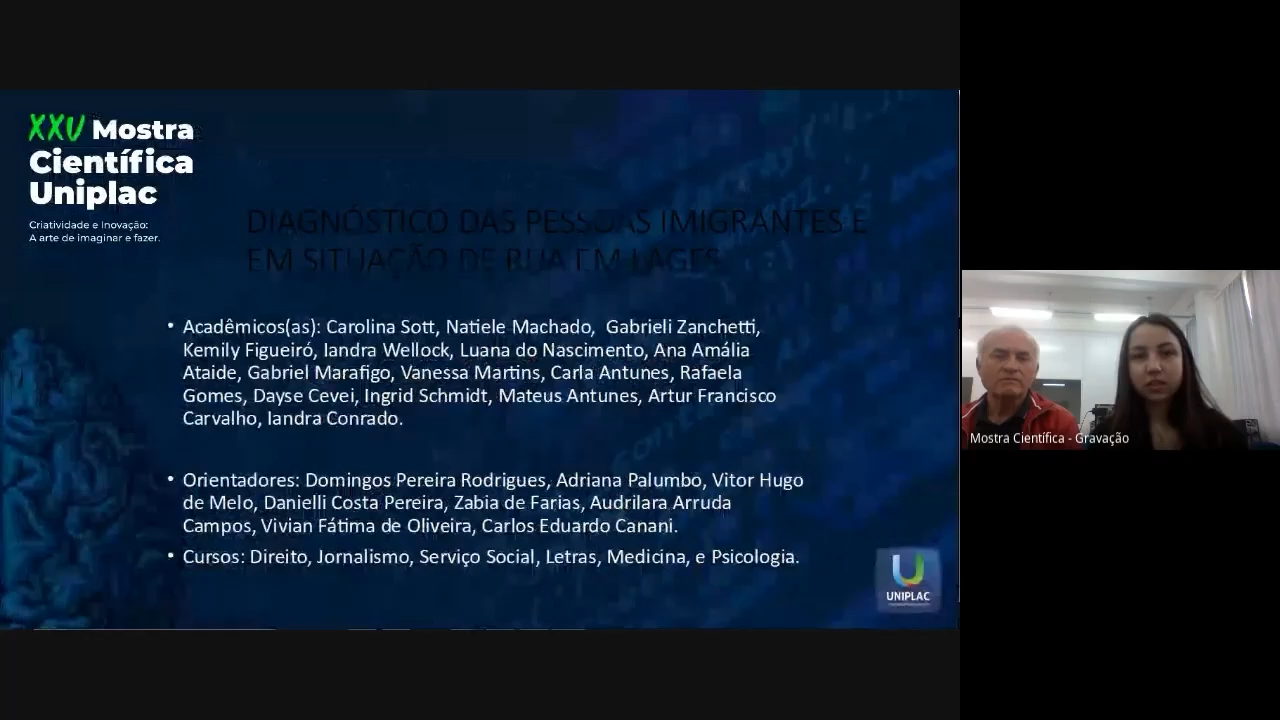 XXV Mostra
Científica
Uniplac
Criatividade e Inovação:
A arte de imaginar e fazer.
DIAGNÓSTICO DAS PESSOAS IMIGRANTES E
EM SITUAÇÃO DE RUA EM LAGES
• Acadêmicos(as): Carolina Sott, Natiele Machado, Gabrieli Zanchetti,
Kemily Figueiró, Iandra Wellock, Luana do Nascimento, Ana Amália
Ataide, Gabriel Marafigo, Vanessa Martins, Carla Antunes, Rafaela
Gomes, Dayse Cevei, Ingrid Schmidt, Mateus Antunes, Artur Francisco
Carvalho, Iandra Conrado.
• Orientadores: Domingos Pereira Rodrigues, Adriana Palumbo, Vitor Hugo
de Melo, Danielli Costa Pereira, Zabia de Farias, Audrilara Arruda
Campos, Vivian Fátima de Oliveira, Carlos Eduardo Canani.
• Cursos: Direito, Jornalismo, Serviço Social, Letras, Medicina, e Psicologia.
UNIPLAC
Mostra Científica - Gravação